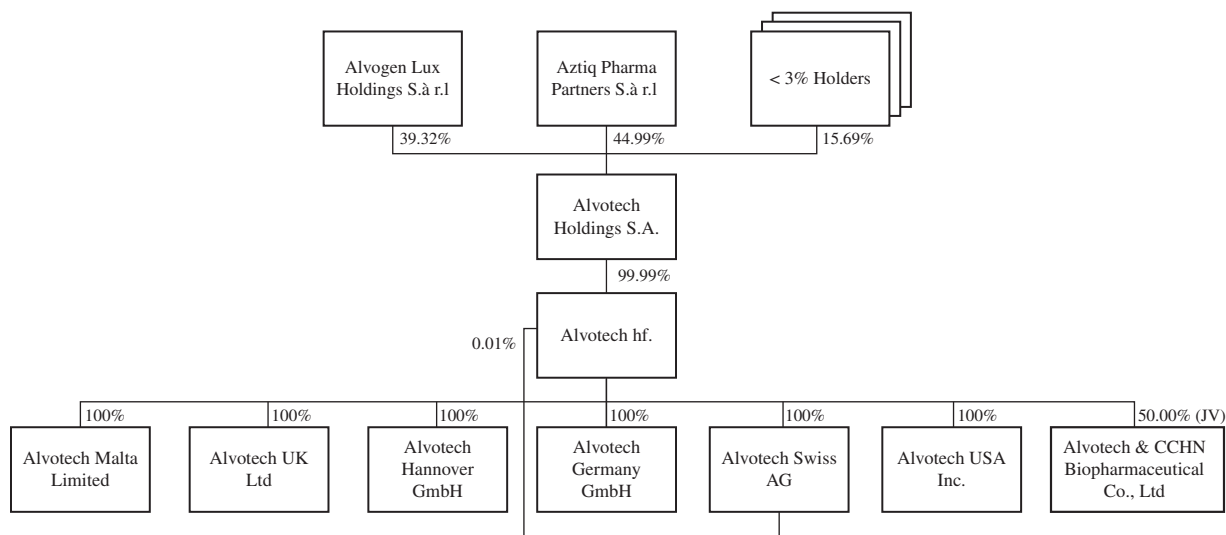 Alvogen Lux
Holdings S.à r.l
Aztiq Pharma
Partners S.à r.l
< 3% Holders
39.32%
44.99%
15.69%
Alvotech
Holdings S.A.
99.99%
Alvotech hf.
0.01%
100%
100%
100%
100%
100%
100%
50.00% (JV)
Alvotech Malta
Limited
Alvotech UK
Ltd
Alvotech
Hannover
GmbH
Alvotech
Germany
GmbH
Alvotech Swiss
AG
Alvotech USA
Inc.
Alvotech & CCHN
Biopharmaceutical
Co., Ltd